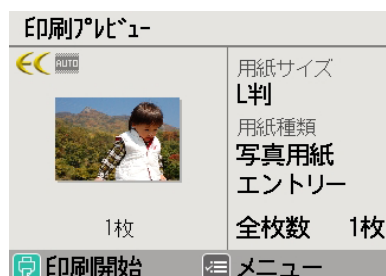 印刷ﾌﾟﾚﾋﾞｭｰ
AUTO
用紙サイズ
L判
用紙種類
写真用紙
エントリー
1枚
全枚数 1枚
印刷開始
メニュー